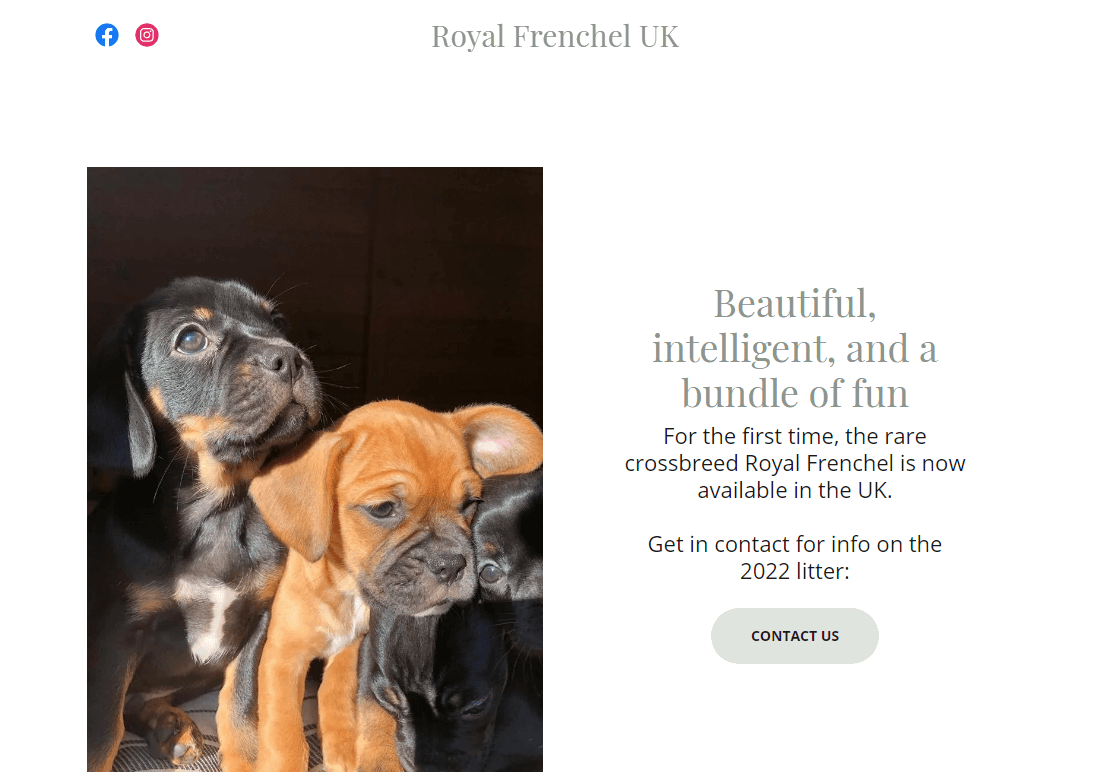 Royal Frenchel UK
Beautiful,
intelligent, and a
bundle of fun
For the first time, the rare
crossbreed Royal Frenchel is now
available in the UK.
Get in contact for info on the
2022 litter:
CONTACT US